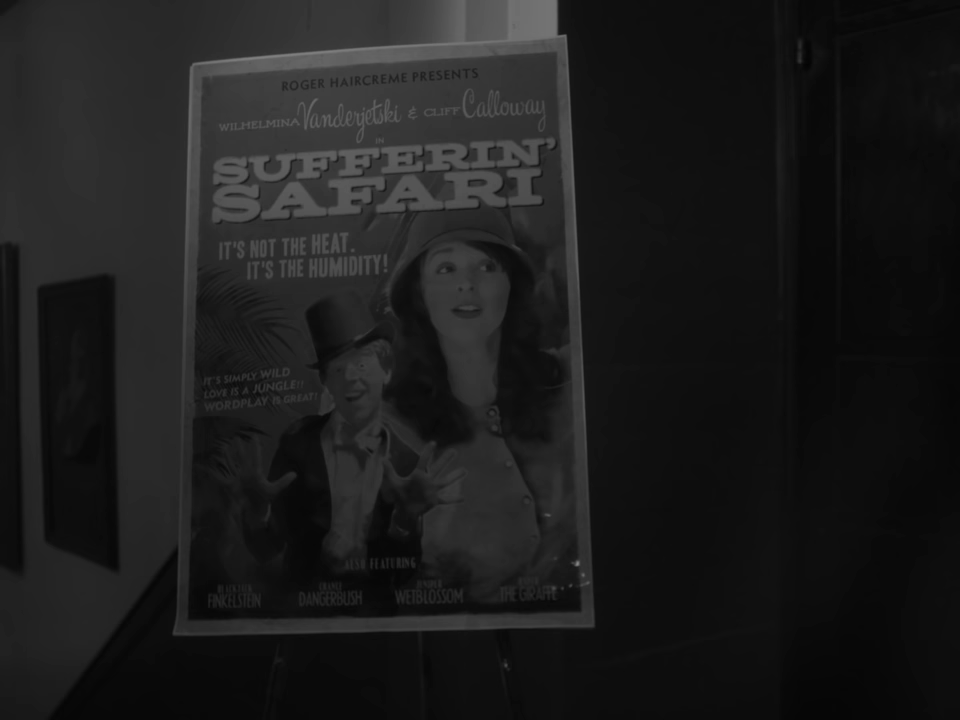 ROGER HAIRCREME PRESENTS
WILHELMINA Vanderjetski & CLIFF Calloway
IN
SUFFERIN'
SAFARI
IT'S NOT THE HEAT.
IT'S THE HUMIDITY!
IT'S SIMPLY WILD
LOVE IS A JUNGLE!!
WORDPLAY IS GREAT!
ALSO FEATURING
FINKELSTEIN DANGERBUSH WETBLOSSOM THE GIRAFFE